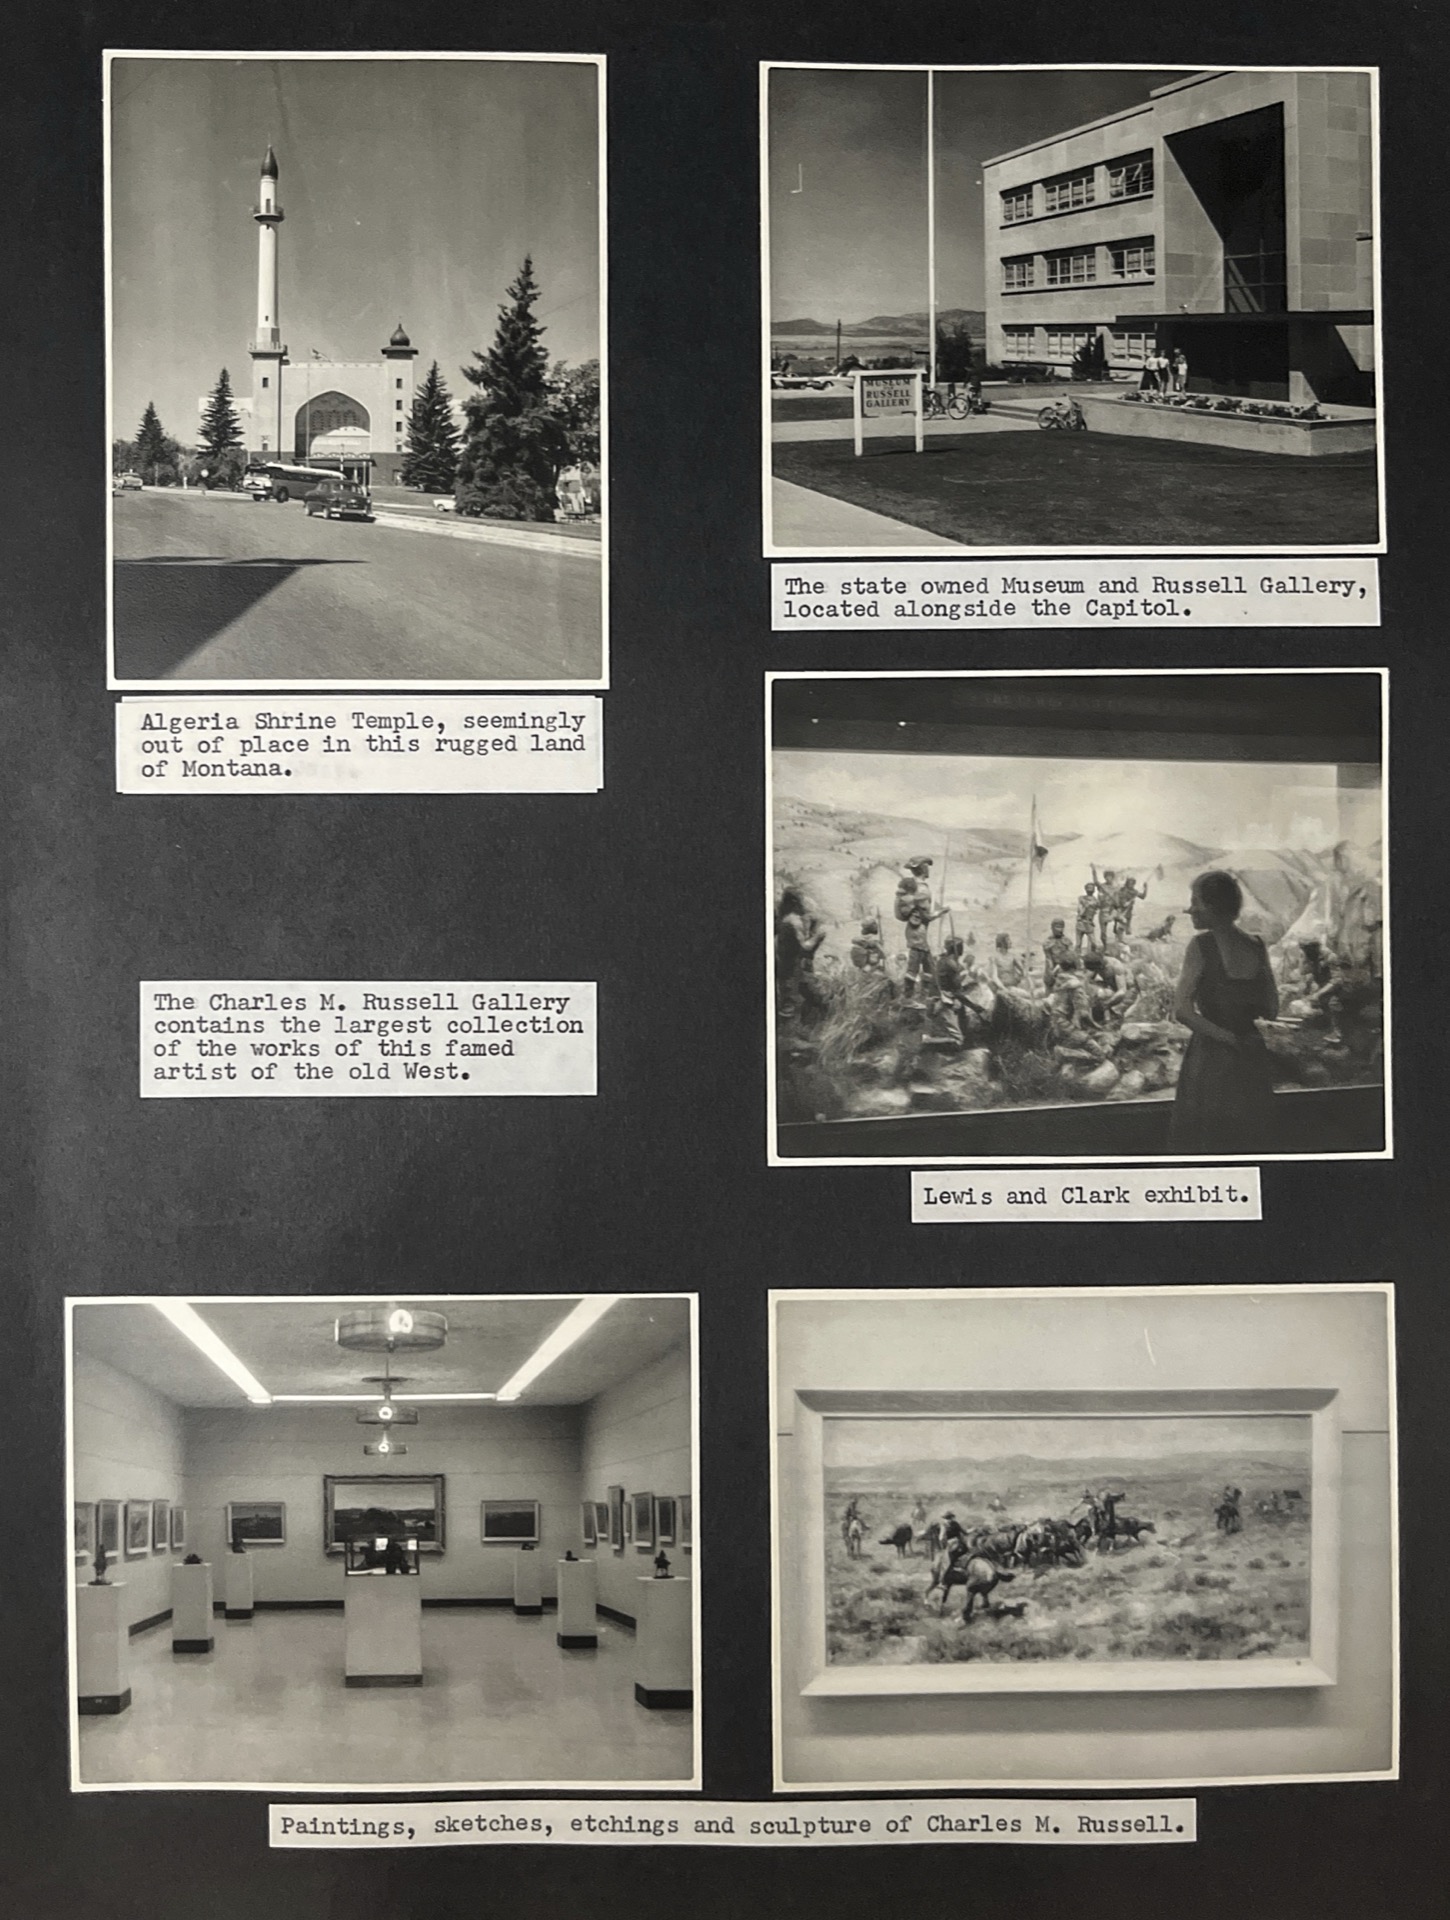 Algeria Shrine Temple, seemingly
out of place in this rugged land
of Montana.
MUSEUM
RUSSELL
GALLERY
The state owned Museum and Russell Gallery,
located alongside the Capitol.
The Charles M. Russell Gallery
contains the largest collection
of the works of this famed
artist of the old West.
Lewis and Clark exhibit.
Paintings, sketches, etchings and sculpture of Charles M. Russell.